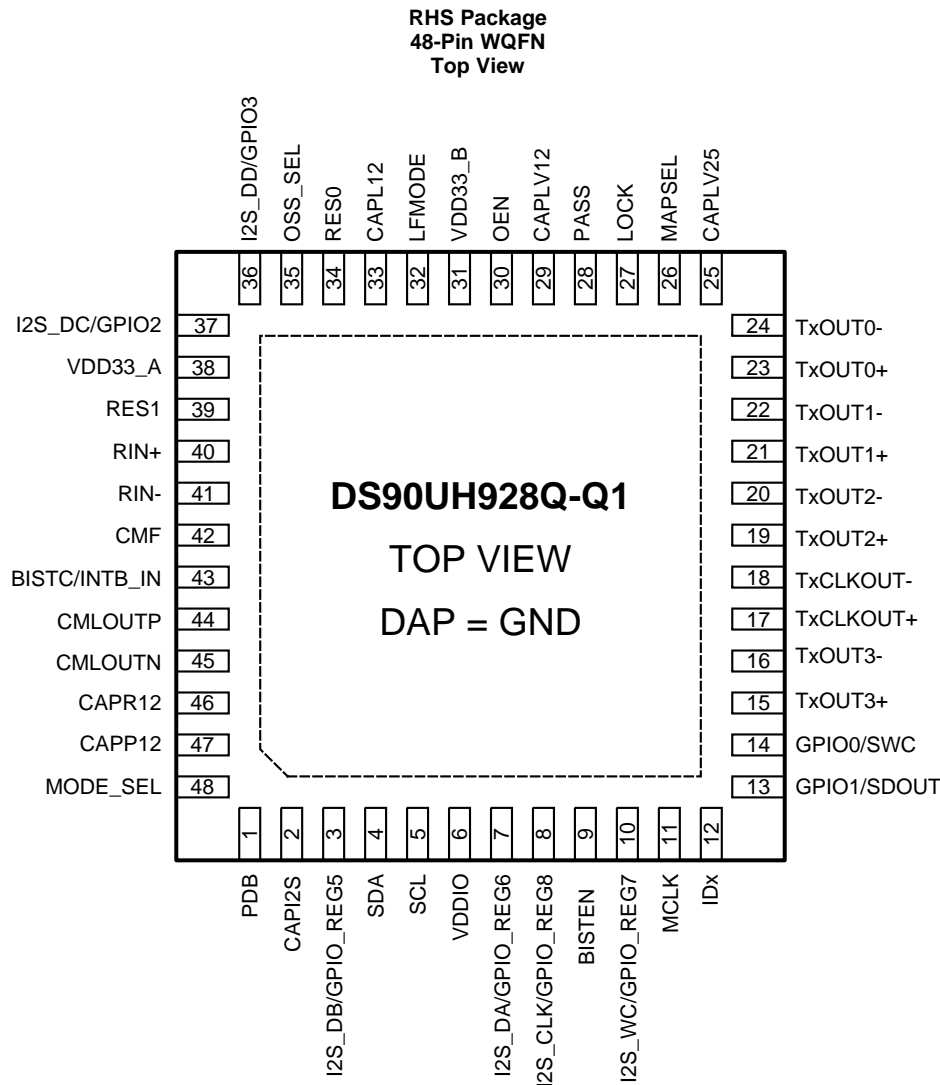 RHS Package
48-Pin WQFN
Top View
I2S_DD/GPIO3
OSS_SEL
RES0
CAPL12
LFMODE
VDD33_B
OEN
CAPLV12
PASS
LOCK
MAPSEL
CAPLV25
36
35
34
33
32
31
30
29
28
27
26
25
I2S_DC/GPIO2 37
VDD33_A 38
RES1 39
RIN+ 40
RIN- 41
CMF 42
BISTC/INTB_IN 43
CMLOUTP 44
CMLOUTN 45
CAPR12 46
CAPP12 47
MODE_SEL 48
DS90UH928Q-Q1
TOP VIEW
DAP = GND
24 TxOUT0-
23 TxOUT0+
22 TxOUT1-
21 TxOUT1+
20 TxOUT2-
19 TxOUT2+
18 TxCLKOUT-
17 TxCLKOUT+
16 TxOUT3-
15 TxOUT3+
14 GPIO0/SWC
13 GPIO1/SDOUT
1
2
3
4
5
6
7
8
9
10
11
12
PDB
CAPI2S
I2S_DB/GPIO_REG5
SDA
SCL
VDDIO
I2S_DA/GPIO_REG6
I2S_CLK/GPIO_REG8
BISTEN
I2S_WC/GPIO_REG7
MCLK
IDx